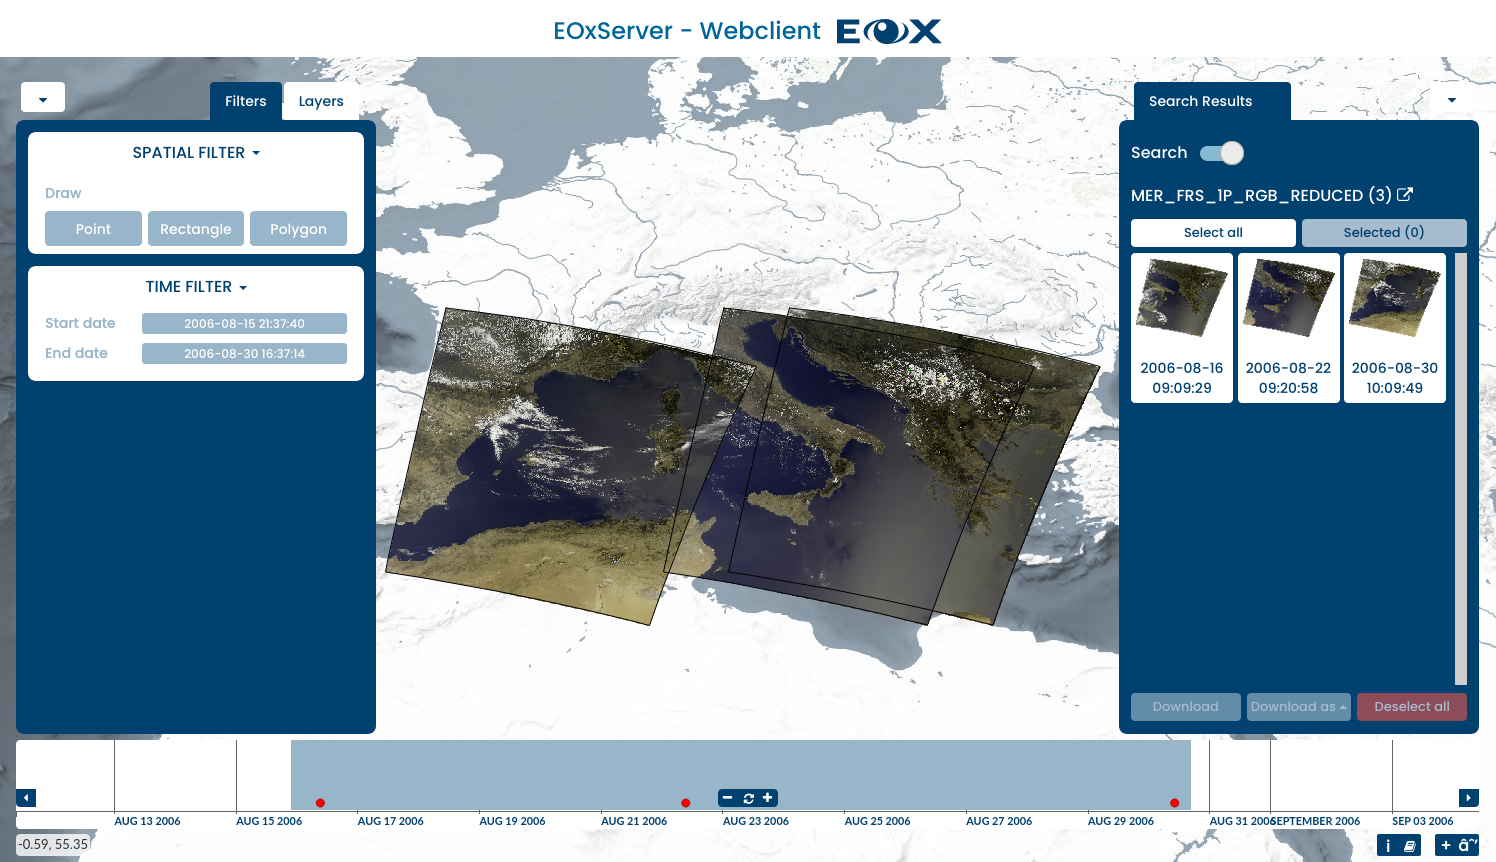 EOxServer - Webclient EOX
Filters Layers
SPATIAL FILTER
Draw
Point Rectangle Polygon
TIME FILTER
Start date 2006-08-15 21:37:40
End date 2006-08-30 16:37:14
Search Results
Search
MER_FRS_1P_RGB_REDUCED (3)
Select all Selected (0)
2006-08-16 2006-08-22 2006-08-30
09:09:29 09:20:58 10:09:49
Download Download as Deselect all
AUG 13 2006 AUG 15 2006 AUG 17 2006 AUG 19 2006 AUG 21 2006 AUG 23 2006 AUG 25 2006 AUG 27 2006 AUG 29 2006 AUG 31 2006 SEPTEMBER 2006 SEP 03 2006
-0.59, 55.35